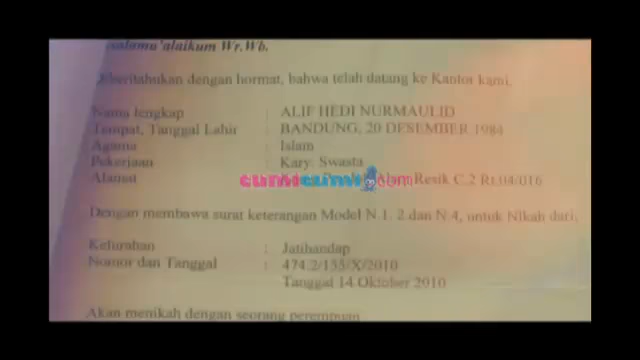 salamu'alaikum Wr.Wb.
Diberitahukan dengan hormat, bahwa telah datang ke Kantor kami,
Nama lengkap : ALIF HEDI NURMAULID
Tempat, Tanggal Lahir : BANDUNG, 20 DESEMBER 1984
Agama : Islam
Pekerjaan : Kary. Swasta
Alamat : Alam Resik C.2 Rt.04/016
cumicumi.com
Dengan membawa surat keterangan Model N.1. 2 dan N.4, untuk Nikah dari,
Kelurahan : Jatihandap
Nomor dan Tanggal : 474.2/155/X/2010
Tanggal 14 Oktober 2010
Akan menikah dengan seorang perempuan